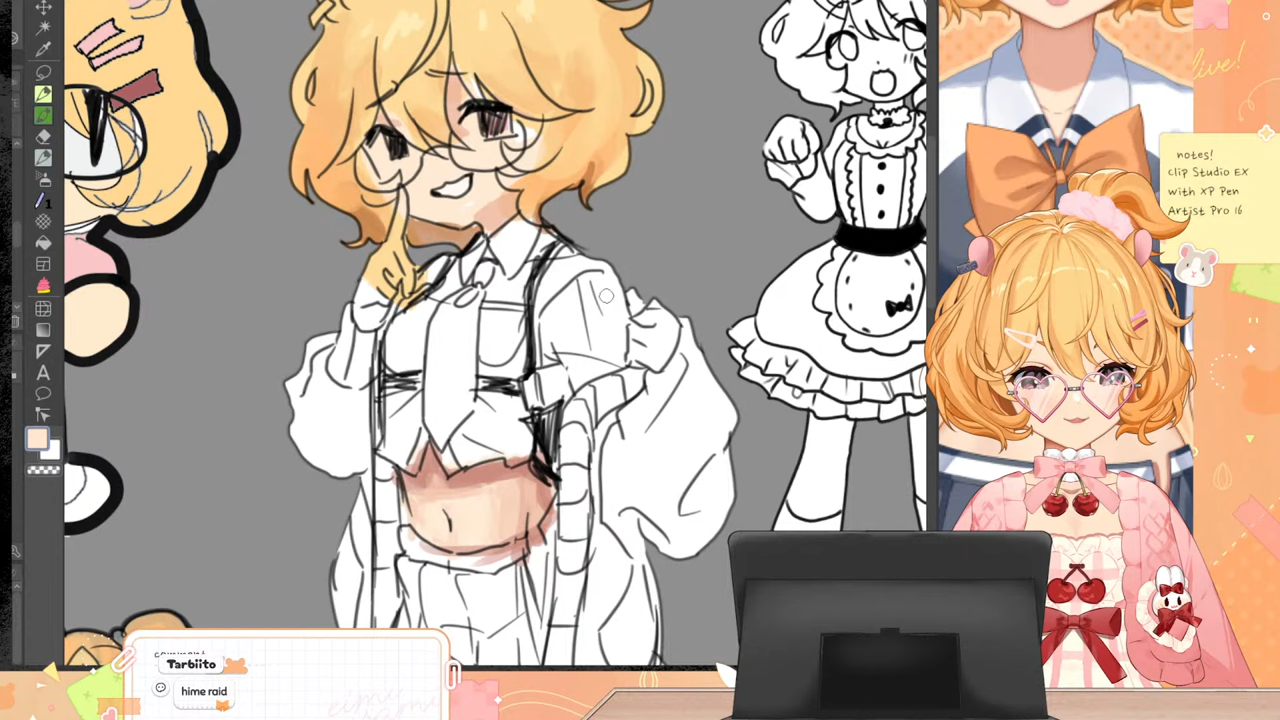 live!
notes!
Clip Studio EX
with XP Pen
Artist Pro 16
Tarbiito
hime raid